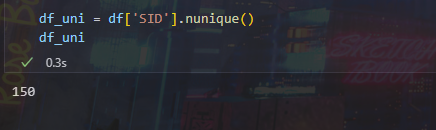 df_uni = df['SID'].nunique()
df_uni
0.3s
150